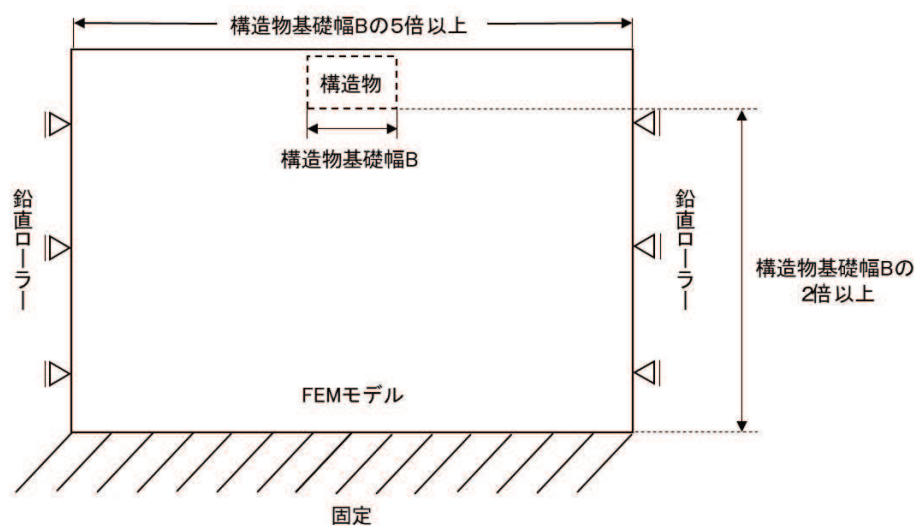 構造物基礎幅Bの5倍以上
構造物
構造物基礎幅B
鉛直ローラー
鉛直ローラー
構造物基礎幅Bの
2倍以上
FEMモデル
固定